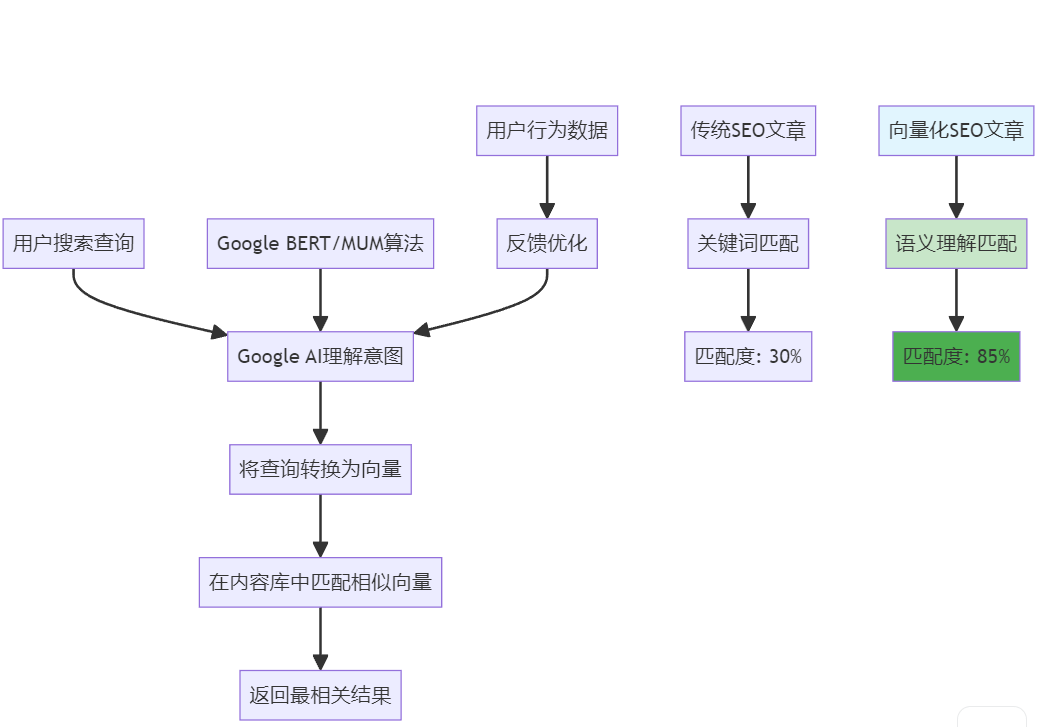 用户行为数据
传统SEO文章
向量化SEO文章
用户搜索查询
Google BERT/MUM算法
反馈优化
关键词匹配
语义理解匹配
Google AI理解意图
匹配度: 30%
匹配度: 85%
将查询转换为向量
在内容库中匹配相似向量
返回最相关结果